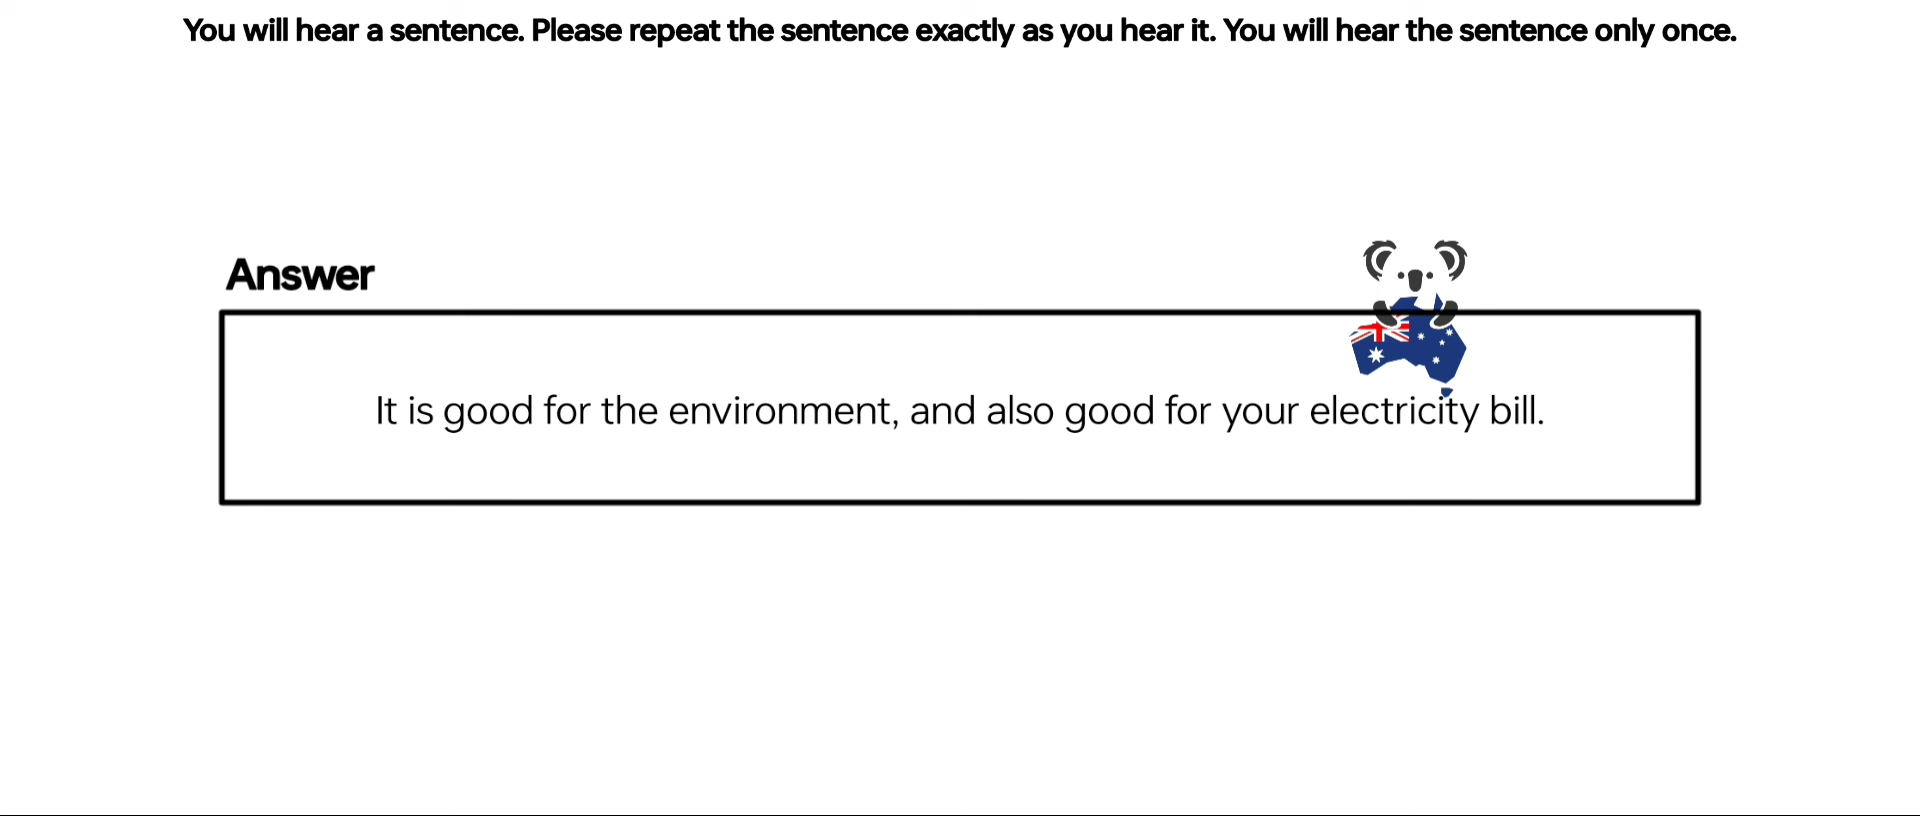 You will hear a sentence. Please repeat the sentence exactly as you hear it. You will hear the sentence only once.
Answer
It is good for the environment, and also good for your electricity bill.